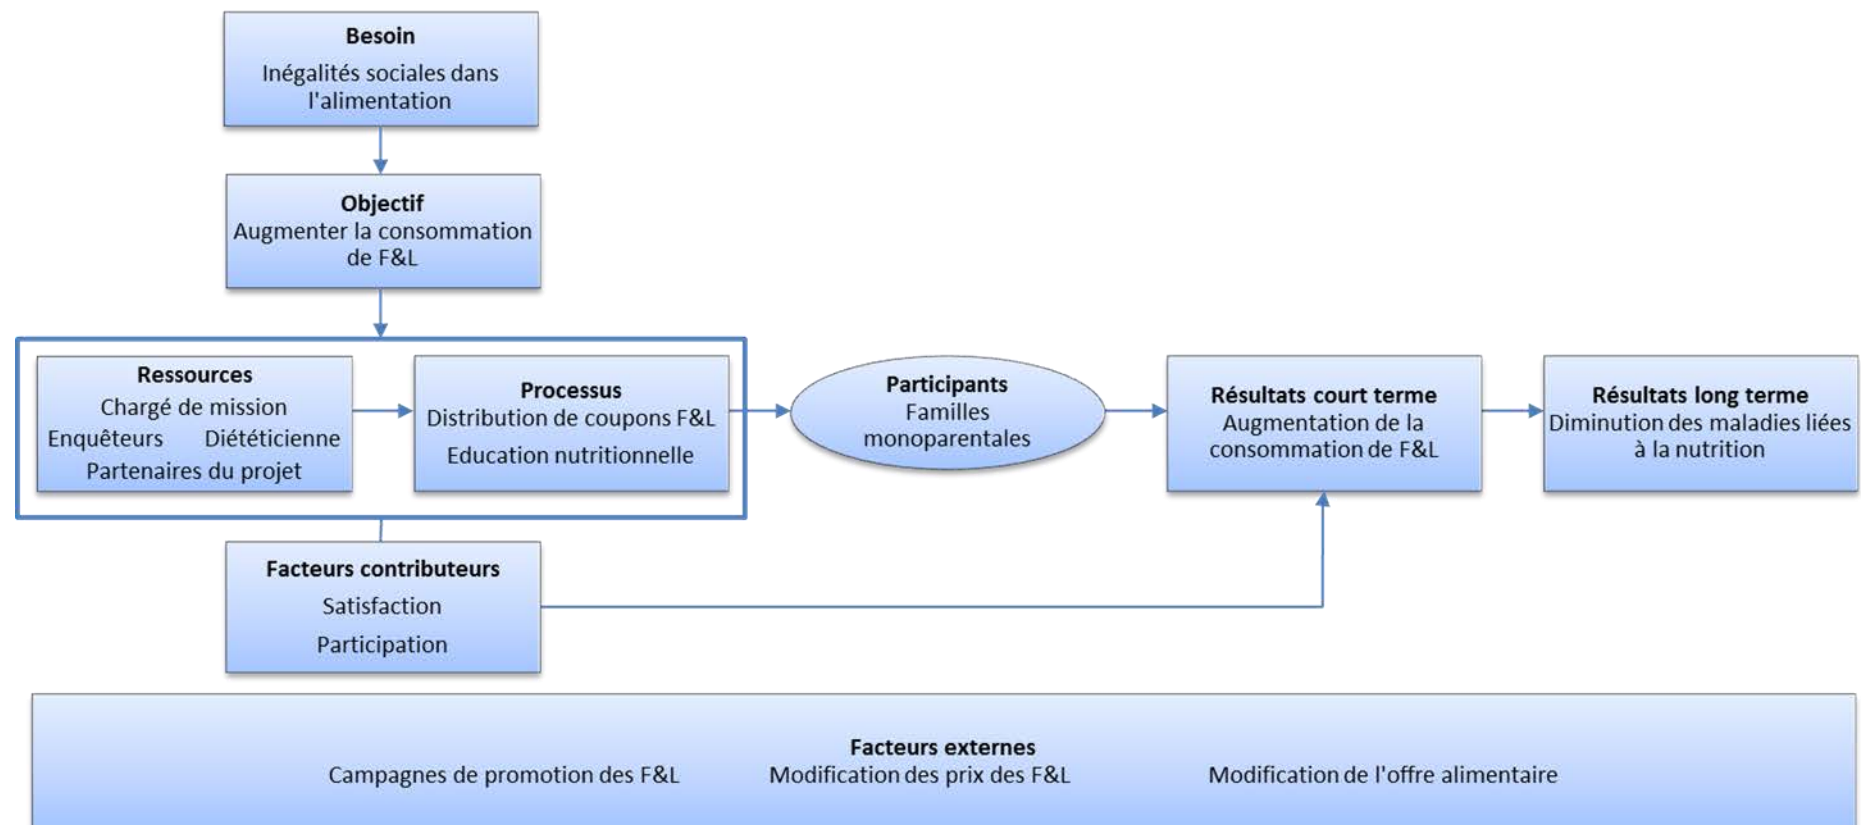 Besoin
Inégalités sociales dans
l'alimentation
Objectif
Augmenter la consommation
de F&L
Ressources
Chargé de mission
Enquêteurs Diététicienne
Partenaires du projet
Processus
Distribution de coupons F&L
Education nutritionnelle
Participants
Familles
monoparentales
Résultats court terme
Augmentation de la
consommation de F&L
Résultats long terme
Diminution des maladies liées
à la nutrition
Facteurs contributeurs
Satisfaction
Participation
Facteurs externes
Campagnes de promotion des F&L Modification des prix des F&L Modification de l'offre alimentaire